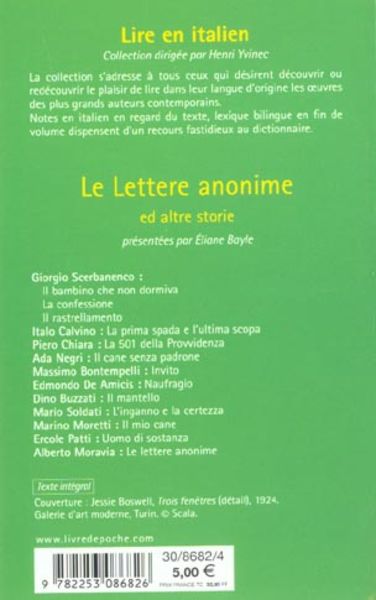 Lire en italien
Collection dirigée par Henri Yvinec
La collection s'adresse à tous ceux qui désirent découvrir ou
redécouvrir le plaisir de lire dans leur langue d'origine les œuvres
des plus grands auteurs contemporains.
Notes en italien en regard du texte, lexique bilingue en fin
de volume dispensent d'un recours fastidieux au dictionnaire.
Le Lettere anonime
ed altre storie
présentées par Éliane Bayle
Giorgio Scerbanenco :
Il bambino che non dormiva
La confessione
Il rastrellamento
Italo Calvino : La prima spada e l'ultima scopa
Piero Chiara : La 501 della Provvidenza
Ada Negri : Il cane senza padrone
Massimo Bontempelli : Invito
Edmondo De Amicis : Naufragio
Dino Buzzati : Il mantello
Mario Soldati : L'inganno e la certezza
Marino Moretti : Il mio cane
Ercole Patti : Uomo di sostanza
Alberto Moravia : Le lettere anonime
Texte intégral
Couverture : Jessie Boswell, Trois fenêtres (détail), 1924.
Galerie d'art moderne, Turin. © Scala.
www.livredepoche.com
30/8682/4
5,00 €
PRIX FRANCE TC 32,80 FF
9 782253 086826